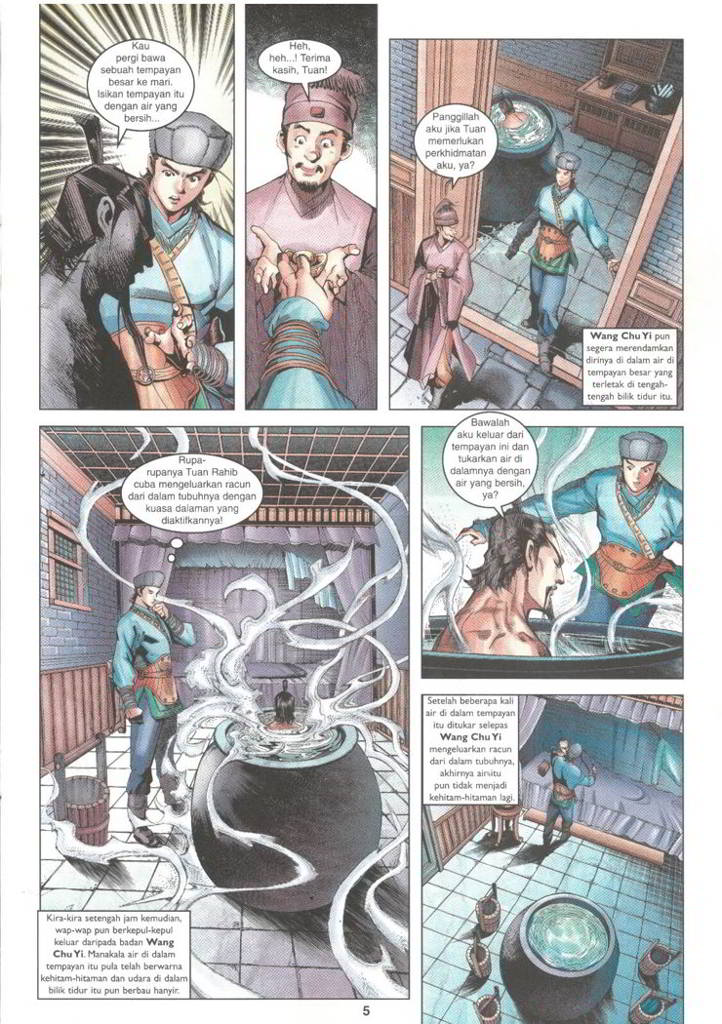 Kau
pergi bawa
sebuah tempayan
besar ke mari.
Isikan tempayan itu
dengan air yang
bersih...
Heh,
heh...! Terima
kasih, Tuan!
Panggillah
aku jika Tuan
memerlukan
perkhidmatan
aku, ya?
Wang Chu Yi pun
segera merendamkan
dirinya di dalam air di
tempayan besar yang
terletak di tengah-
tengah bilik tidur itu.
Rupa-
rupanya Tuan Rahib
cuba mengeluarkan racun
dari dalam tubuhnya dengan
kuasa dalaman yang
diaktifkannya!
Kira-kira setengah jam kemudian,
wap-wap pun berkepul-kepul
keluar daripada badan Wang
Chu Yi. Manakala air di dalam
tempayan itu pula telah berwarna
kehitam-hitaman dan udara di dalam
bilik tidur itu pun berbau hanyir.
Bawalah
aku keluar dari
tempayan ini dan
tukarkan air di
dalamnya dengan
air yang bersih,
ya?
Setelah beberapa kali
air di dalam tempayan
itu ditukar selepas
Wang Chu Yi
mengeluarkan racun
dari dalam tubuhnya,
akhirnya air itu
pun tidak menjadi
kehitam-hitaman lagi.
5